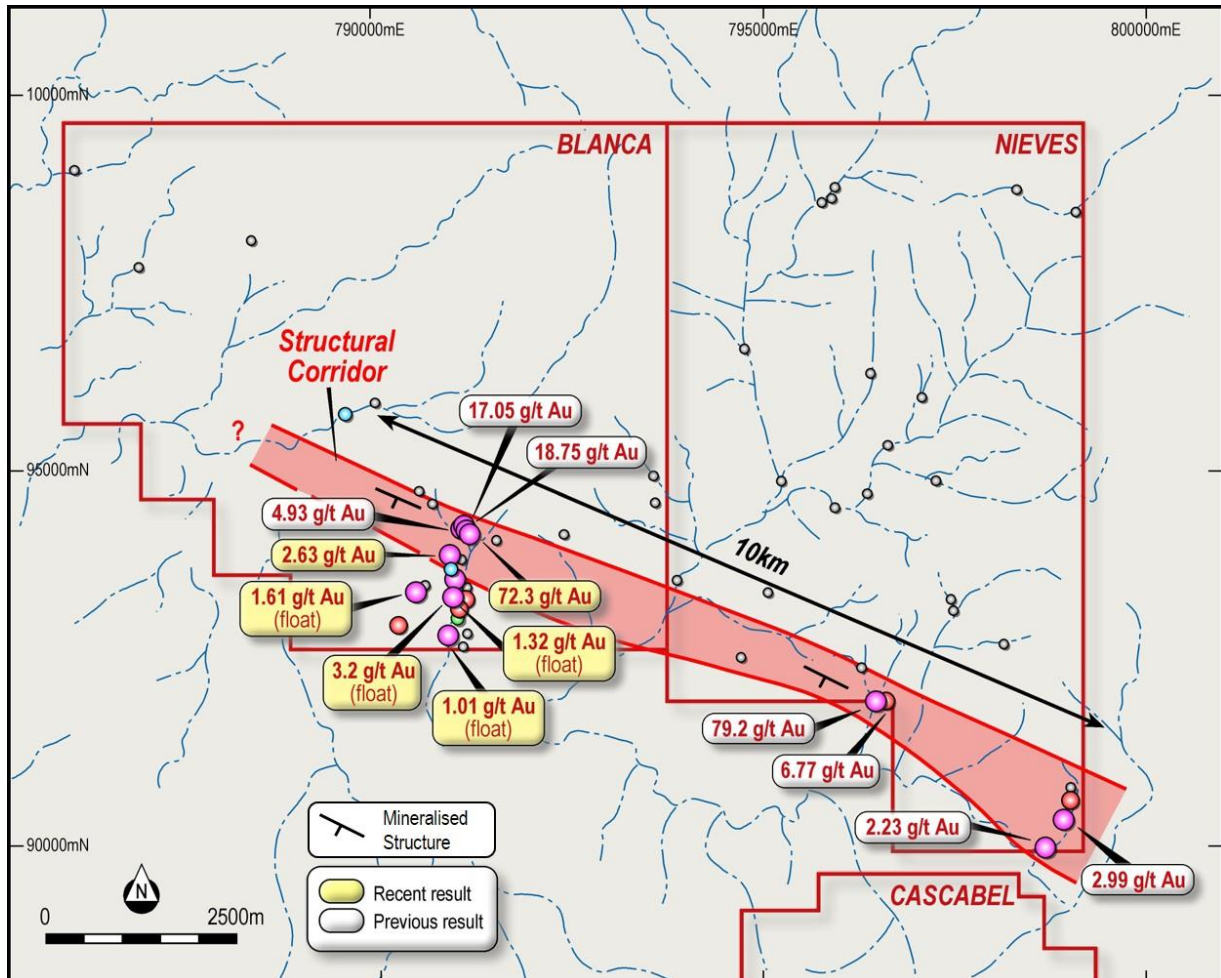 790000mE
795000mE
800000mE
10000mN
BLANCA
NIEVES
Structural
Corridor
17.05 g/t Au
?
18.75 g/t Au
95000mN
4.93 g/t Au
10km
2.63 g/t Au
1.61 g/t Au
(float)
72.3 g/t Au
1.32 g/t Au
(float)
3.2 g/t Au
(float)
1.01 g/t Au
(float)
79.2 g/t Au
6.77 g/t Au
Mineralised
Structure
2.23 g/t Au
90000mN
2.99 g/t Au
Recent result
Previous result
CASCABEL
N
0 2500m